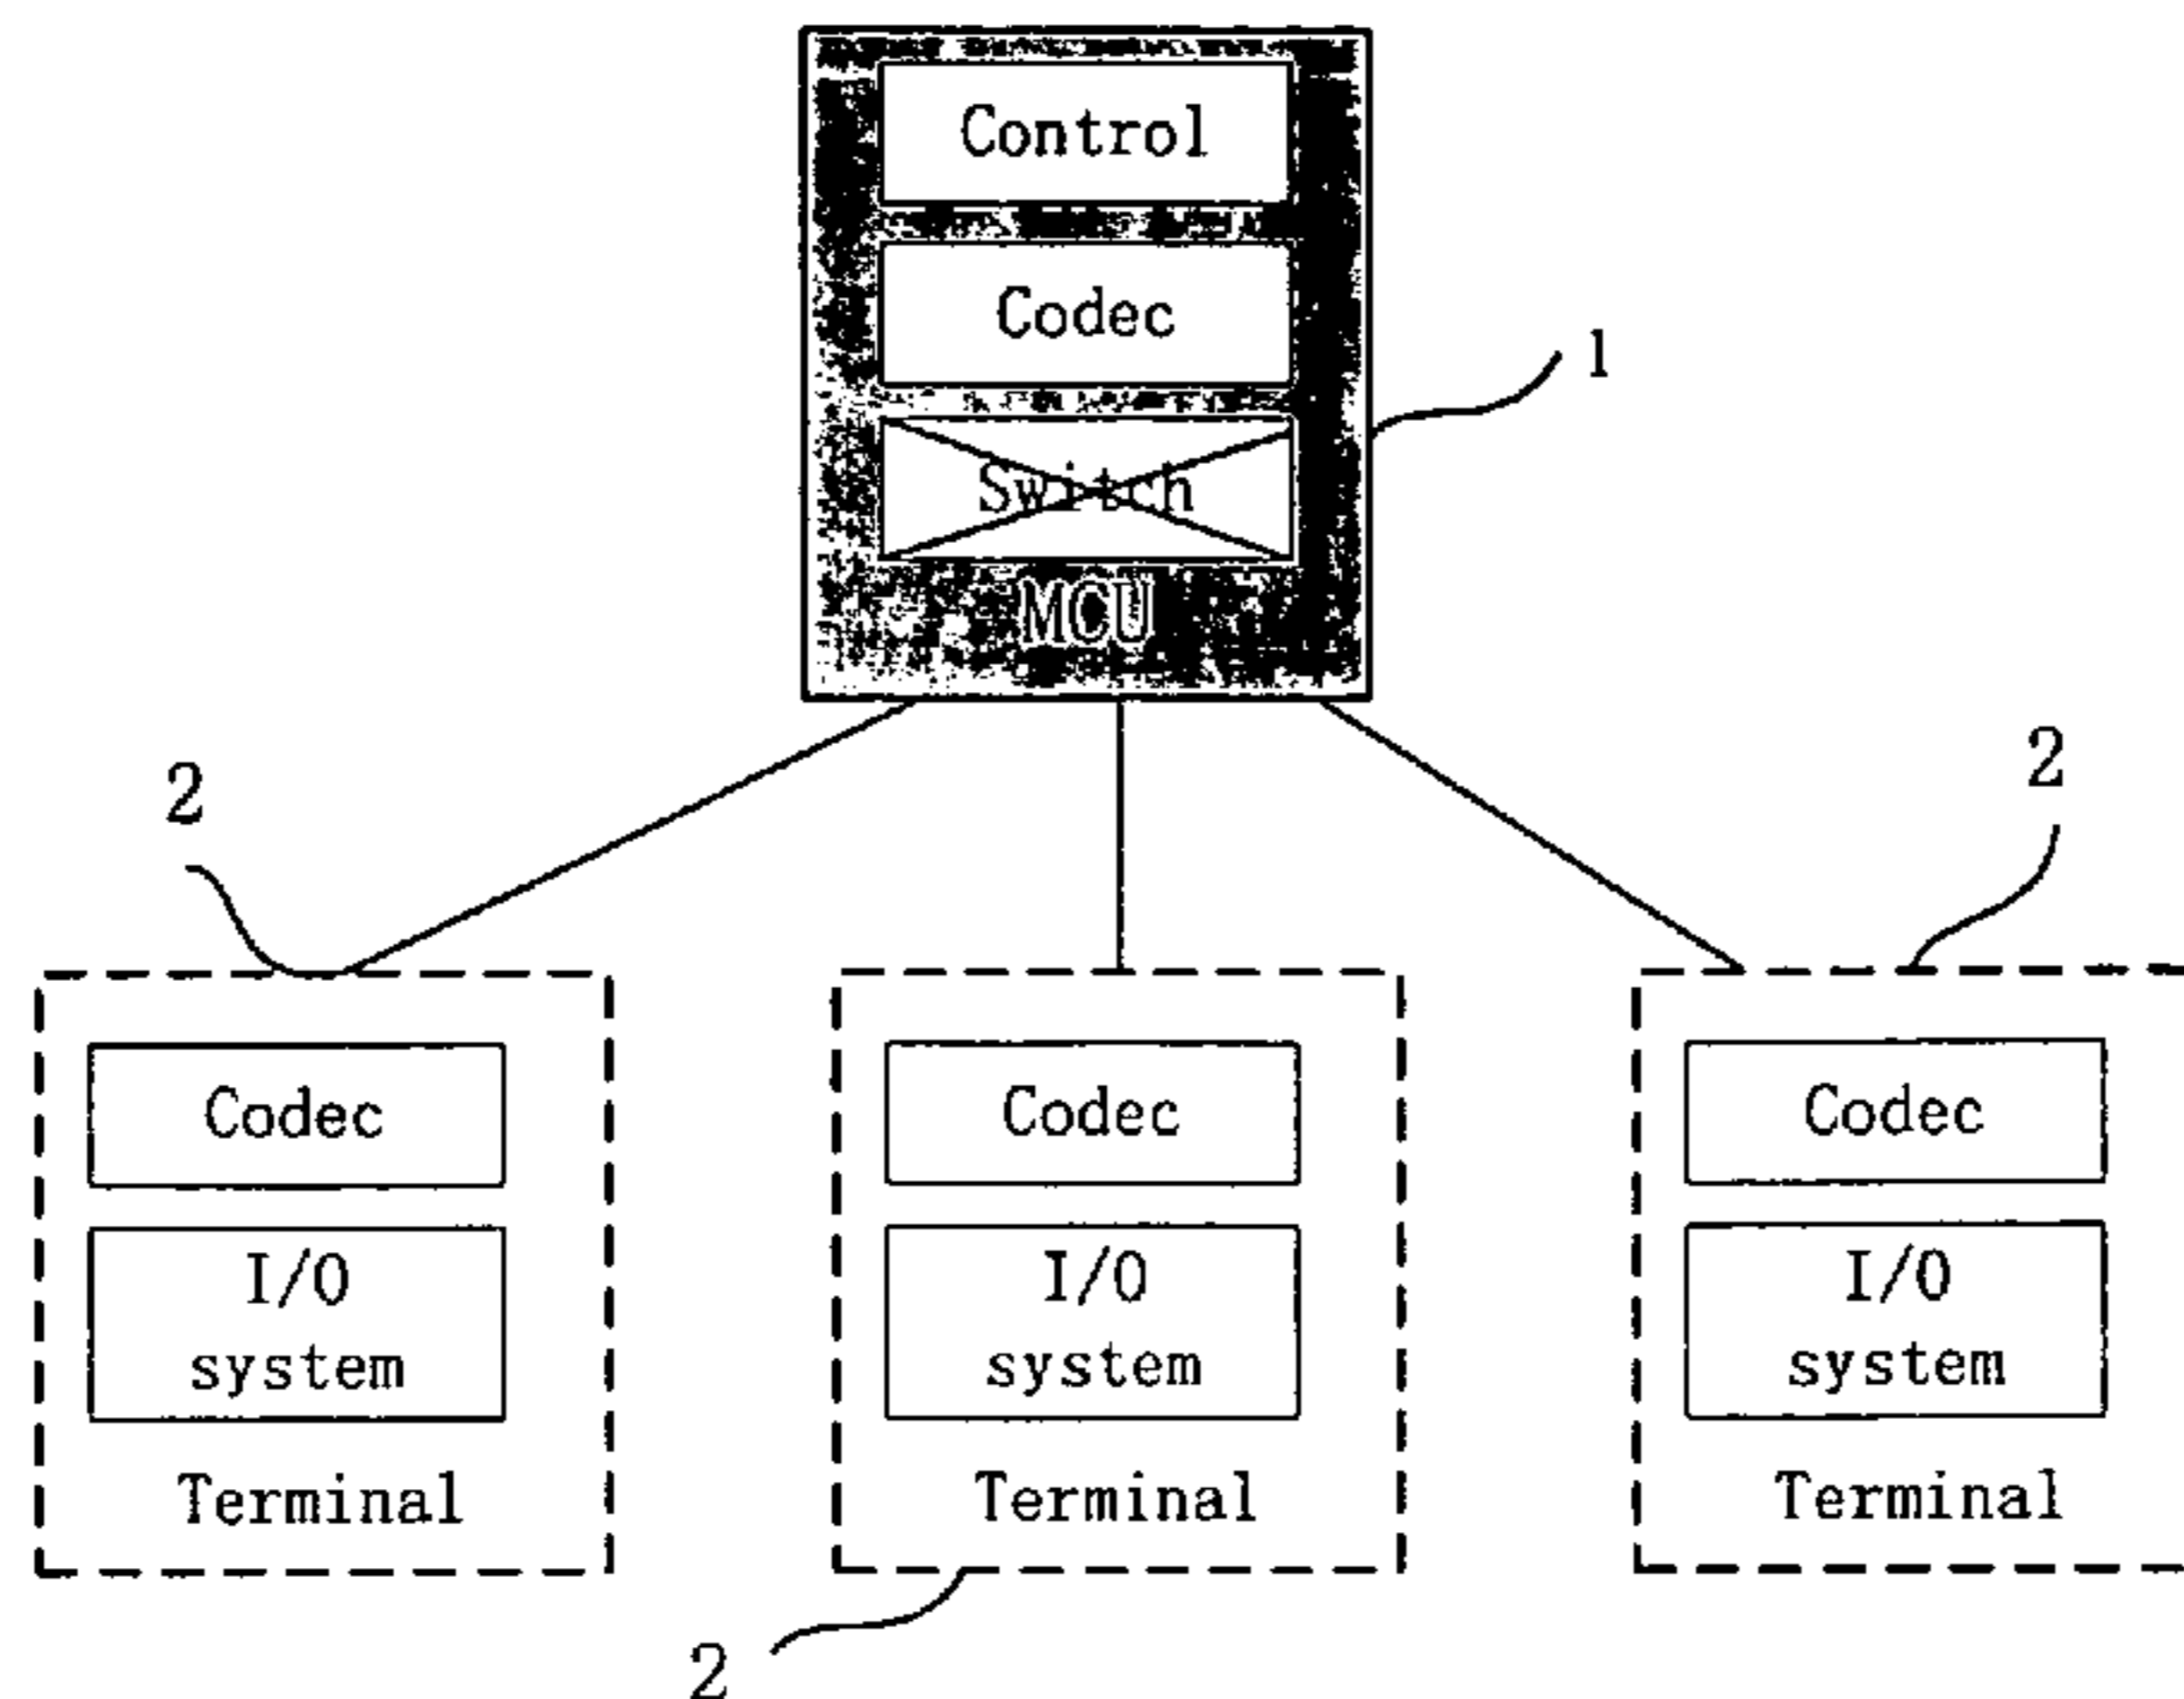 Control
Codec
1
Switch
MCU
2
2
Codec
Codec
Codec
I/O
system
I/O
system
I/O
system
Terminal
Terminal
Terminal
2